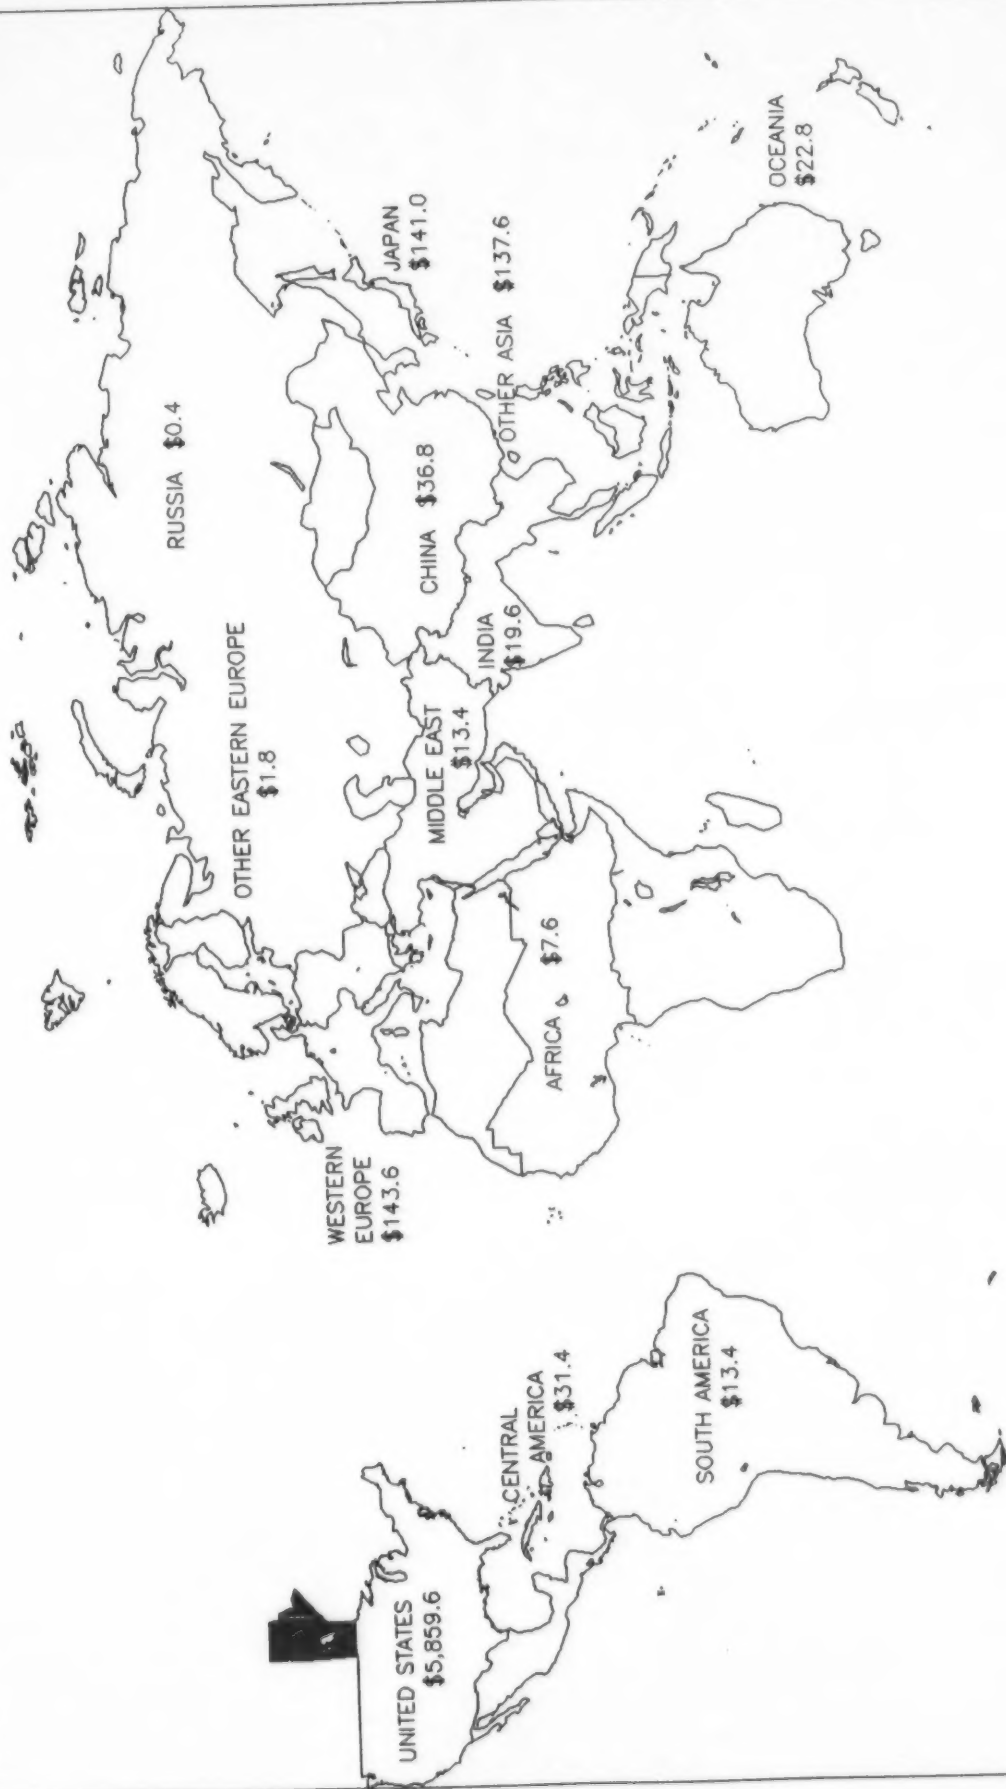 RUSSIA $0.4
OTHER EASTERN EUROPE
$1.8
WESTERN
EUROPE
$143.6
JAPAN
$141.0
CHINA $36.8
OTHER ASIA $137.6
MIDDLE EAST
$13.4
INDIA
$19.6
AFRICA $7.6
OCEANIA
$22.8
UNITED STATES
$5,859.6
CENTRAL
AMERICA
$31.4
SOUTH AMERICA
$13.4